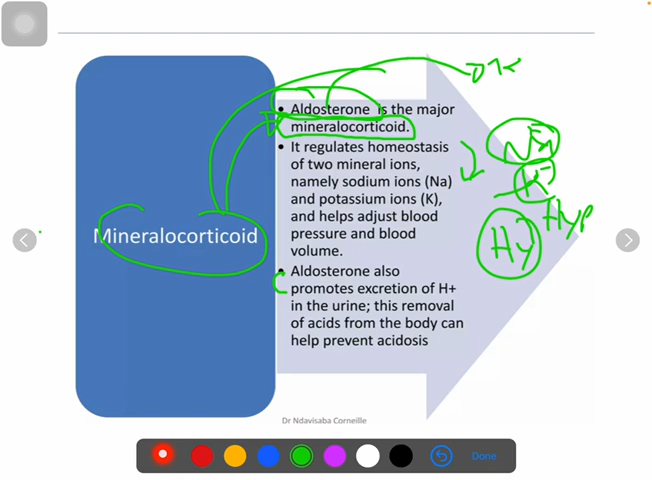 Mineralocorticoid
• Aldosterone is the major
mineralocorticoid.
• It regulates homeostasis
of two mineral ions,
namely sodium ions (Na)
and potassium ions (K),
and helps adjust blood
pressure and blood
volume.
• Aldosterone also
promotes excretion of H+
in the urine; this removal
of acids from the body can
help prevent acidosis
K
Hy
Hyp
Dr Ndavisaba Corneille
Done